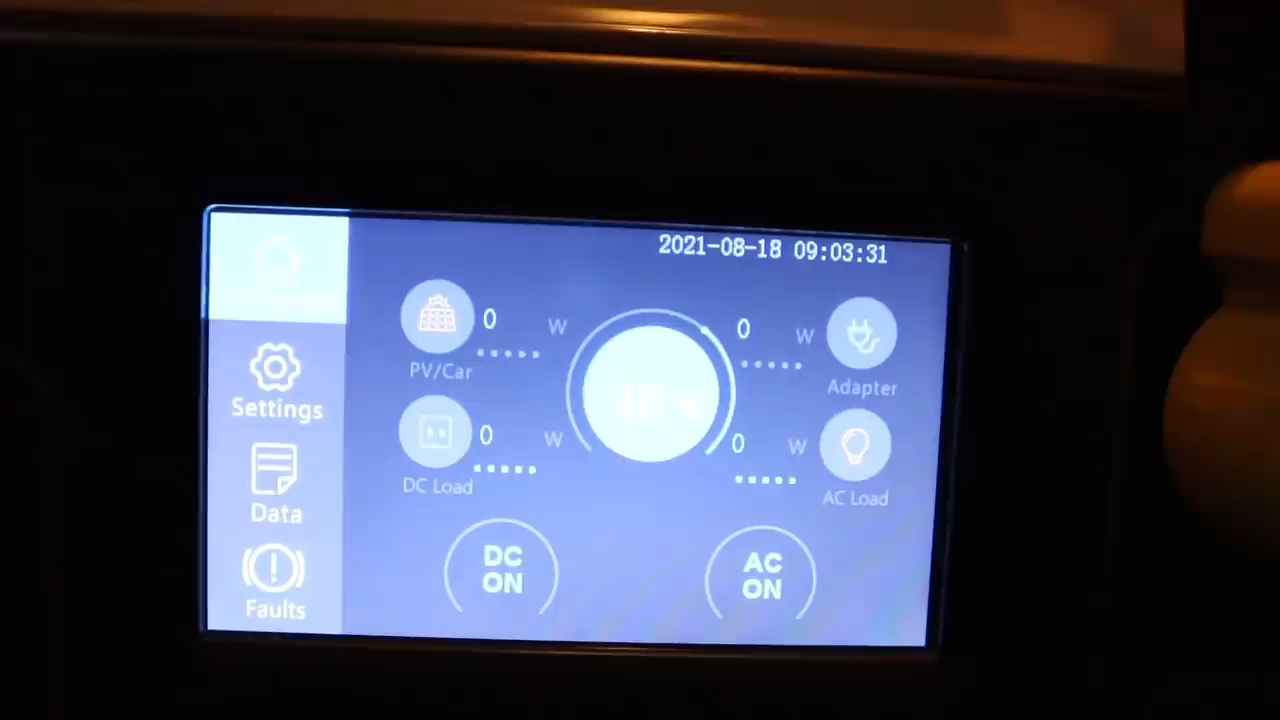 2021-08-18 09:03:31
0 W
PV/Car
0 W
Adapter
Settings
0 W
DC Load
0 W
AC Load
Data
DC
ON
AC
ON
Faults